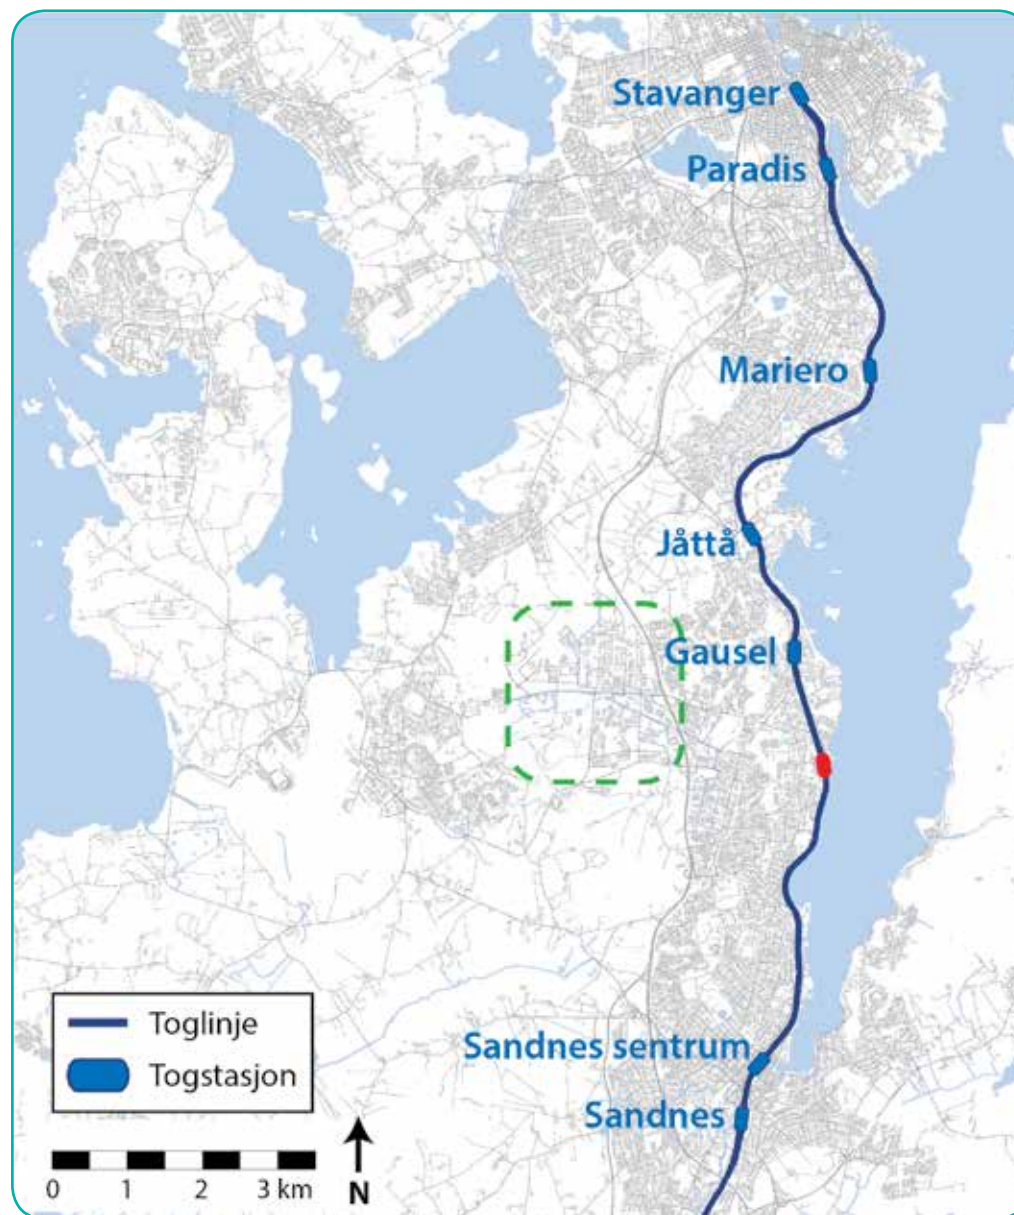 Stavanger
Paradis
Mariero
Jåttå
Gausel
Sandnes sentrum
Sandnes
Toglinje
Togstasjon
0 1 2 3 km
N